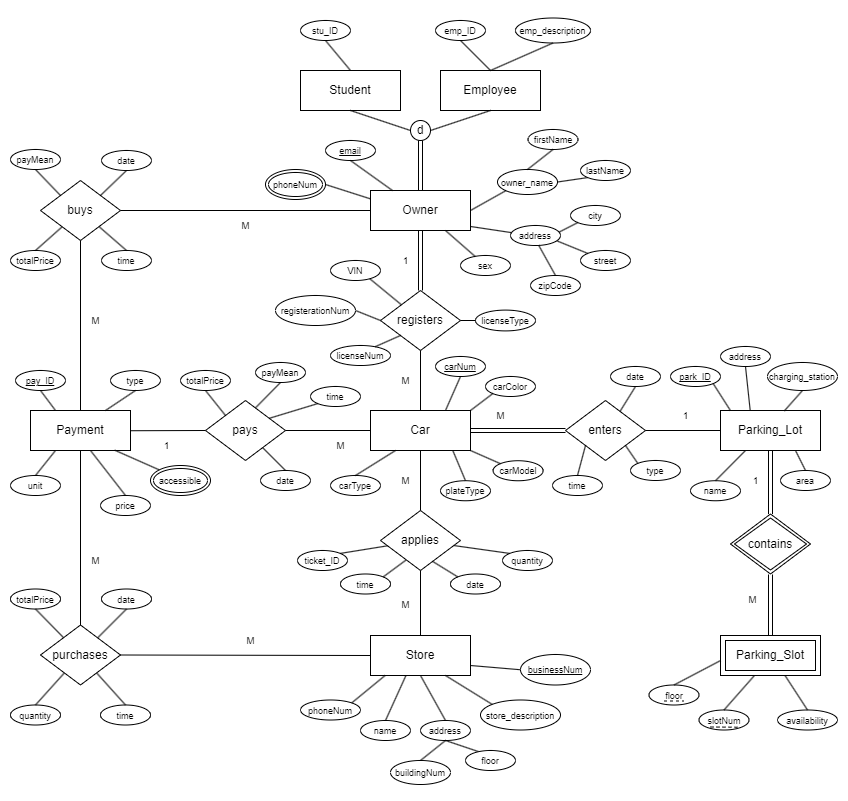 stu_ID
emp_ID
emp_description
Student
Employee
d
firstName
email
payMean
date
lastName
phoneNum
owner_name
buys
Owner
M
city
address
totalPrice
time
1
sex
street
VIN
zipCode
registerationNum
registers
licenseType
M
licenseNum
address
carNum
pay_ID
type
totalPrice
payMean
M
carColor
date
park_ID
charging_station
time
M
1
Payment
pays
Car
enters
Parking_Lot
1
M
unit
accessible
date
carType
M
plateType
carModel
time
type
name
1
area
price
applies
contains
M
ticket_ID
quantity
time
date
totalPrice
date
M
M
purchases
M
Store
Parking_Slot
businessNum
floor
quantity
time
phoneNum
name
address
store_description
slotNum
availability
floor
buildingNum